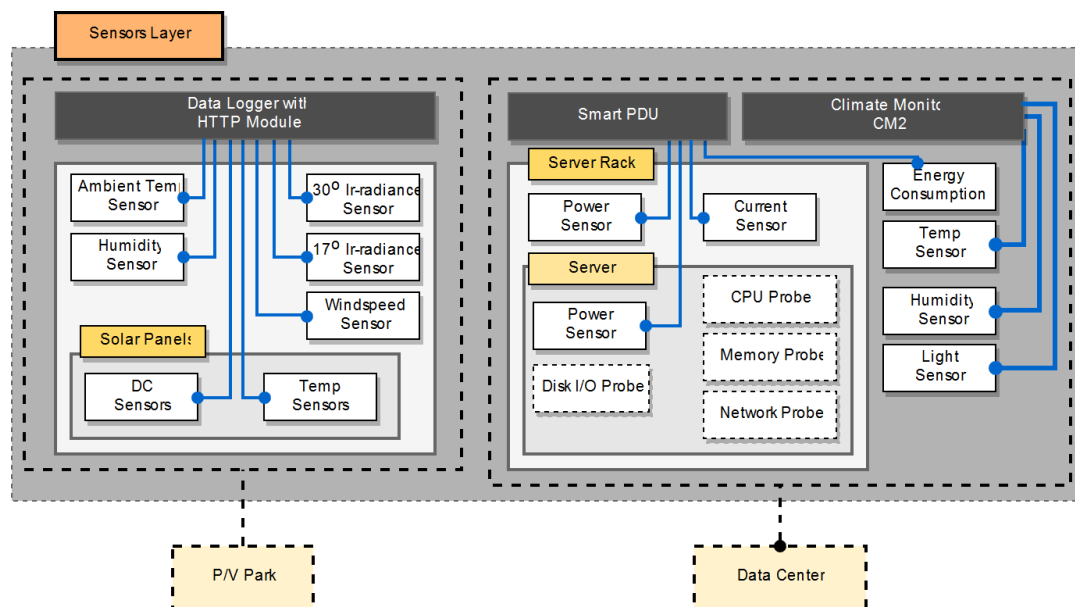 Sensors Layer
Data Logger with
HTTP Module
Ambient Temp
Sensor
30º Ir-radiance
Sensor
Humidity
Sensor
17º Ir-radiance
Sensor
Windspeed
Sensor
Solar Panels
DC
Sensors
Temp
Sensors
P/V Park
Smart PDU
Climate Monito
CM2
Server Rack
Energy
Consumption
Power
Sensor
Current
Sensor
Temp
Sensor
Server
CPU Probe
Humidity
Sensor
Power
Sensor
Memory Probe
Light
Sensor
Disk I/O Probe
Network Probe
Data Center